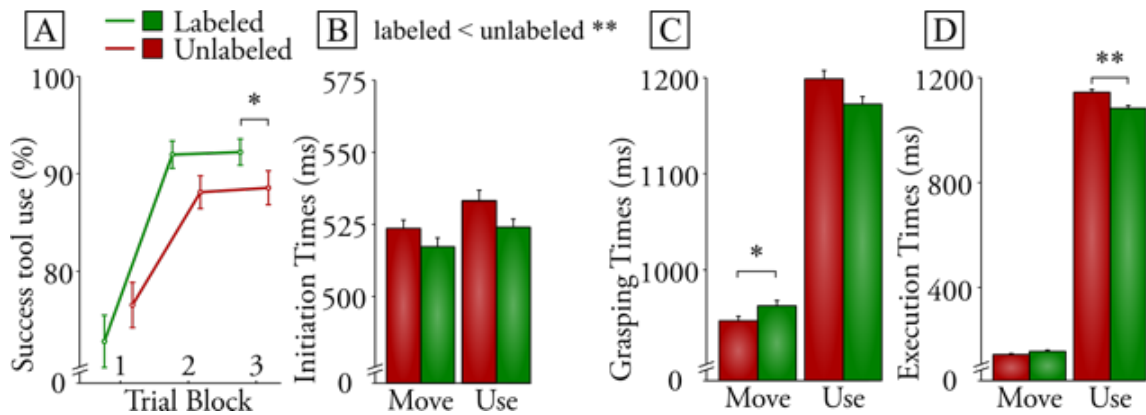 A
Labeled
Unlabeled
Success tool use (%)
100
90
80
0
*
1 2 3
Trial Block
B
labeled < unlabeled **
Initiation Times (ms)
575
550
525
500
0
Move Use
C
Grasping Times (ms)
1200
1100
1000
0
*
Move Use
D
Execution Times (ms)
1200
800
400
0
**
Move Use